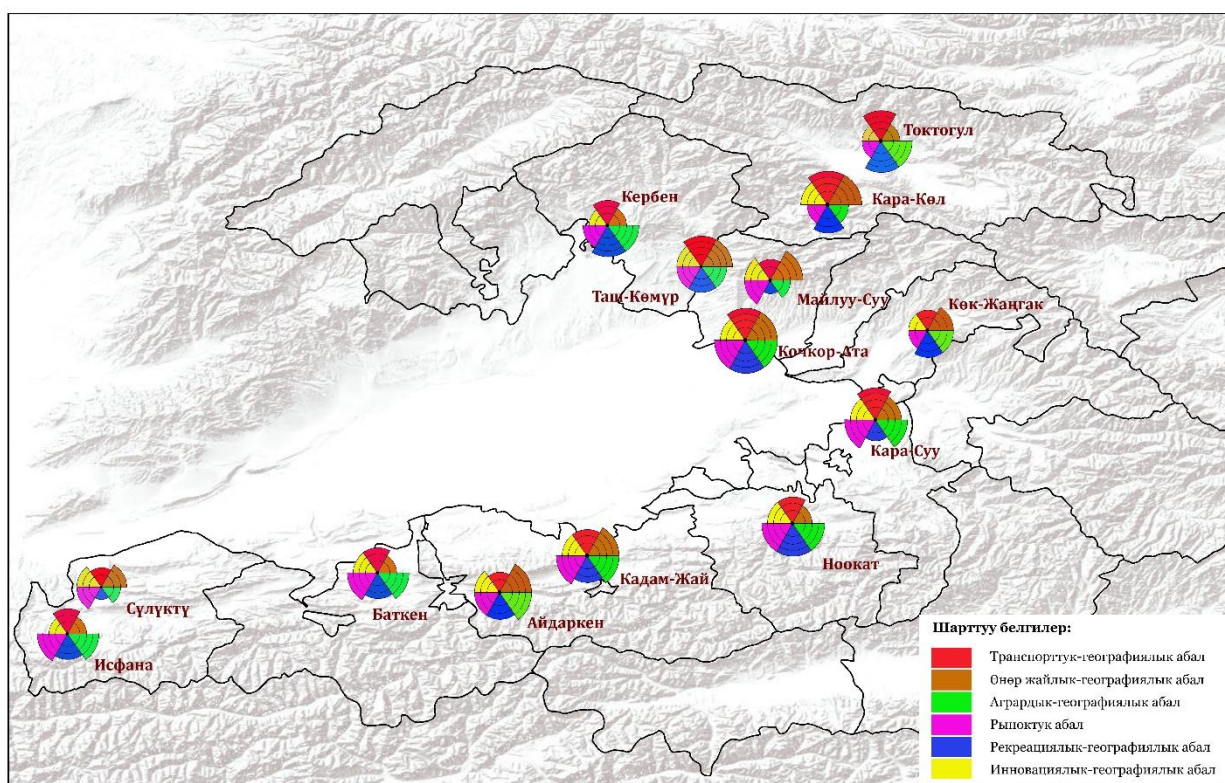 Токтогул
Кара-Көл
Кербен
Таш-Көмүр
Майлуу-Суу
Көк-Жаңгак
Кочкор-Ата
Кара-Суу
Ноокат
Кадам-Жай
Айдаркен
Баткен
Сүлүктү
Исфана
Шарттуу белгилер:
Транспорттук-географиялык абал
Өнөр жайлык-географиялык абал
Агрардык-географиялык абал
Рыноктук абал
Рекреациялык-географиялык абал
Инновациялык-географиялык абал